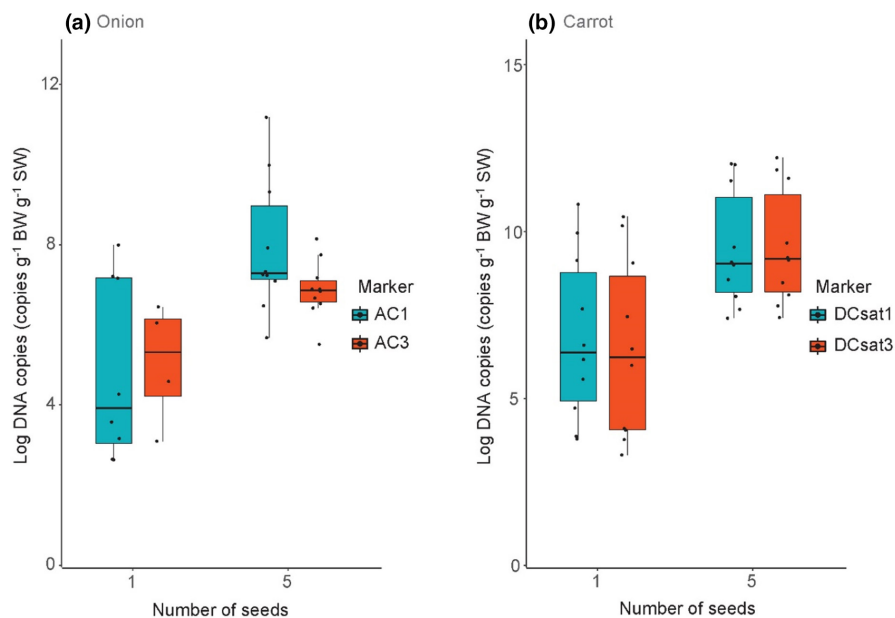 (a) Onion
12
8
4
0
Log DNA copies (copies g⁻¹ BW g⁻¹ SW)
1 5
Number of seeds
Marker
AC1
AC3
(b) Carrot
15
10
5
0
Log DNA copies (copies g⁻¹ BW g⁻¹ SW)
1 5
Number of seeds
Marker
DCsat1
DCsat3